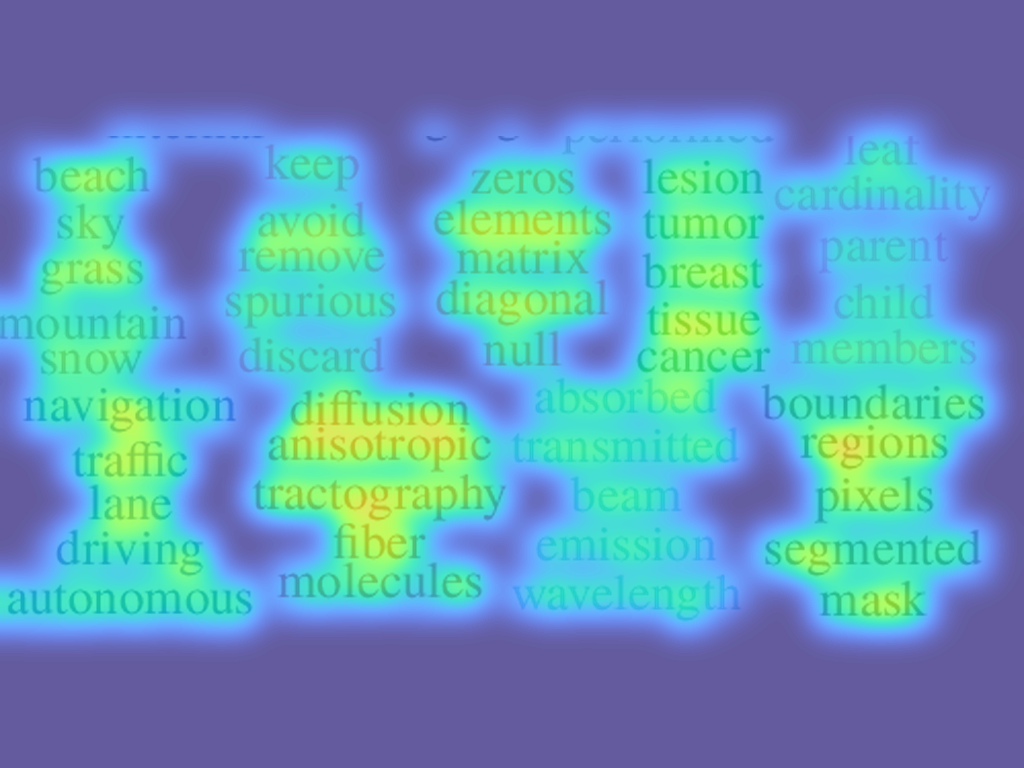 beach
sky
grass
mountain
snow
keep
avoid
remove
spurious
discard
zeros
elements
matrix
diagonal
null
lesion
tumor
breast
tissue
cancer
leaf
cardinality
parent
child
members
navigation
traffic
lane
driving
autonomous
diffusion
anisotropic
tractography
fiber
molecules
absorbed
transmitted
beam
emission
wavelength
boundaries
regions
pixels
segmented
mask